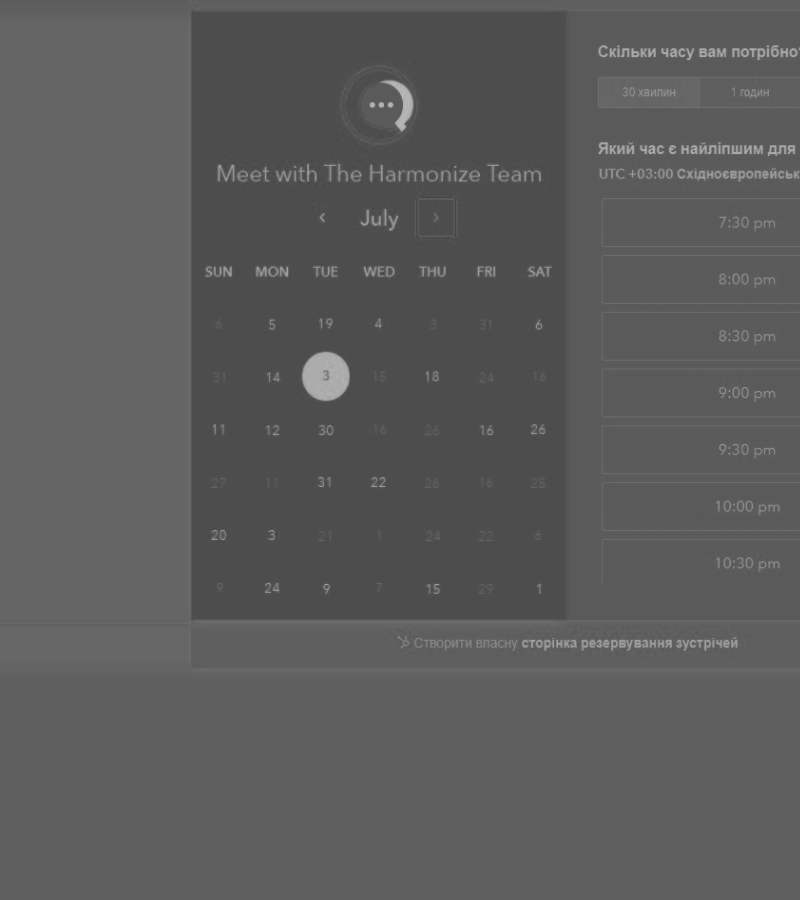 Meet with The Harmonize Team
July
SUN MON TUE WED THU FRI SAT
6 5 19 4 3 31 6
31 14 3 15 18 24 16
11 12 30 16 26 16 26
27 11 31 22 26 16 25
20 3 21 1 24 22 6
9 24 9 7 15 29 1
Скільки часу вам потрібно
30 хвилин 1 годин
Який час є найліпшим для
UTC +03:00 Східноєвропейськ
7:30 pm
8:00 pm
8:30 pm
9:00 pm
9:30 pm
10:00 pm
10:30 pm
Створити власну сторінка резервування зустрічей